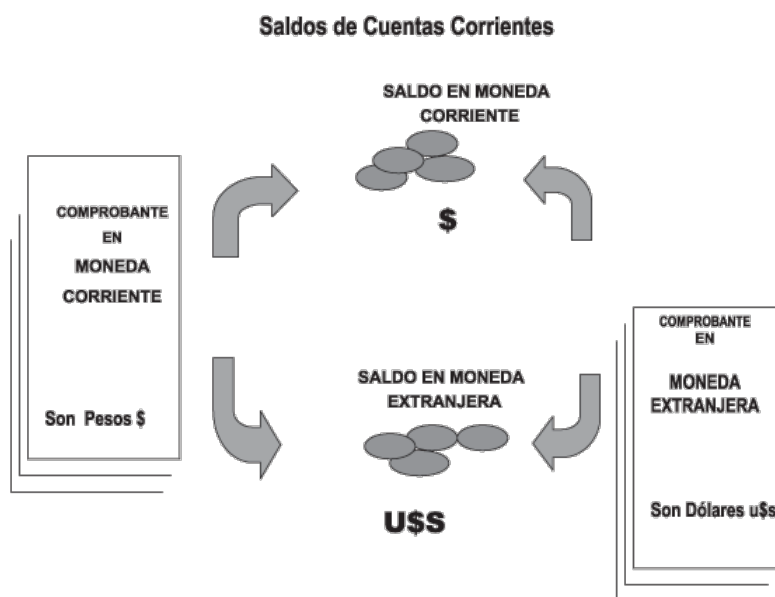 Saldos de Cuentas Corrientes
SALDO EN MONEDA
CORRIENTE
$
COMPROBANTE
EN
MONEDA
CORRIENTE
Son Pesos $
SALDO EN MONEDA
EXTRANJERA
U$S
COMPROBANTE
EN
MONEDA
EXTRANJERA
Son Dólares u$s